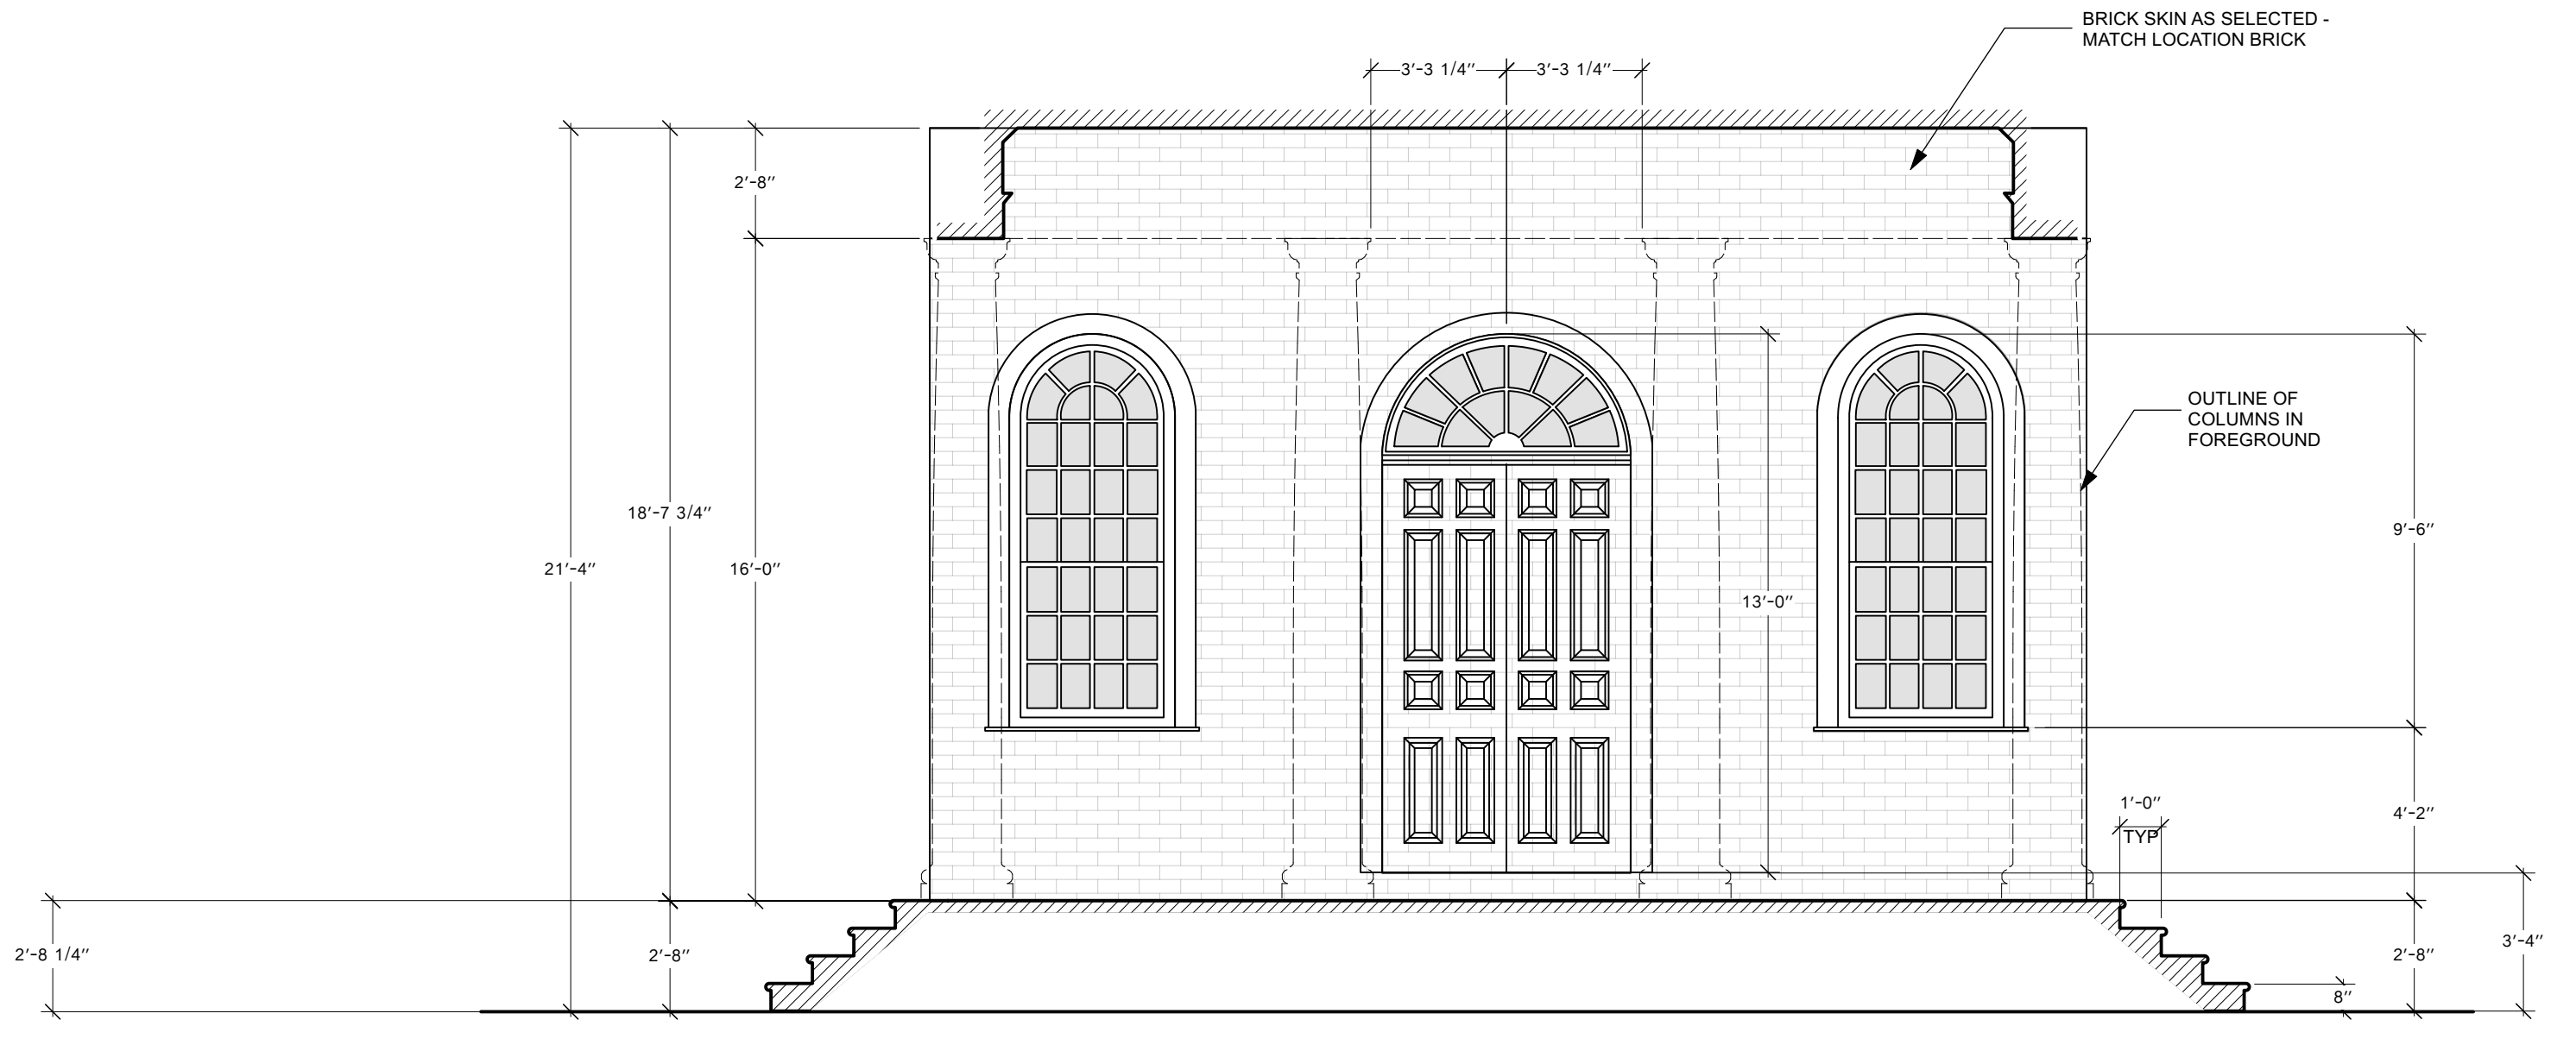 BRICK SKIN AS SELECTED -
MATCH LOCATION BRICK
3'-3 1/4" 3'-3 1/4"
2'-8"
OUTLINE OF
COLUMNS IN
FOREGROUND
18'-7 3/4"
9'-6"
21'-4"
16'-0"
13'-0"
1'-0"
TYP
4'-2"
3'-4"
2'-8 1/4"
2'-8"
2'-8"
8"